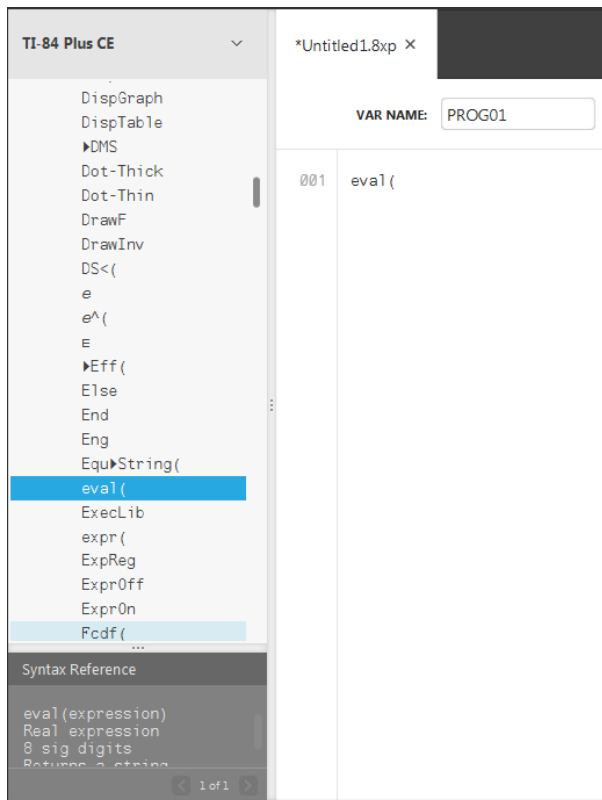 TI-84 Plus CE
*Untitled1.8xp ×
VAR NAME: PROG01
DispGraph
DispTable
►DMS
Dot-Thick
Dot-Thin
DrawF
DrawInv
DS<(
e
e^(
ᴇ
►Eff(
Else
End
Eng
Equ►String(
eval(
ExecLib
expr(
ExpReg
ExprOff
ExprOn
Fcdf(
001 eval(
Syntax Reference
eval(expression)
Real expression
8 sig digits
Returns a string
1 of 1